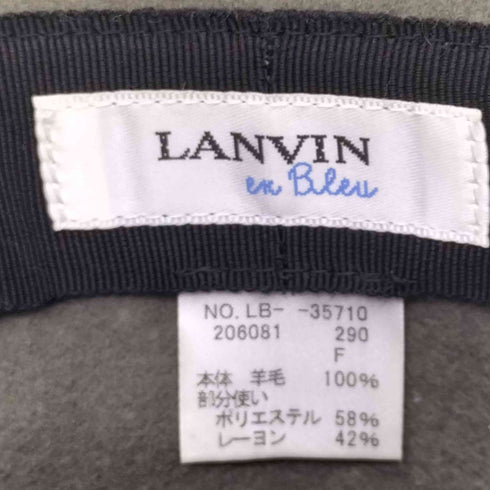 LANVIN
en Bleu
NO. LB- -35710
206081 290
F
本体 羊毛 100%
部分使い
ポリエステル 58%
レーヨン 42%